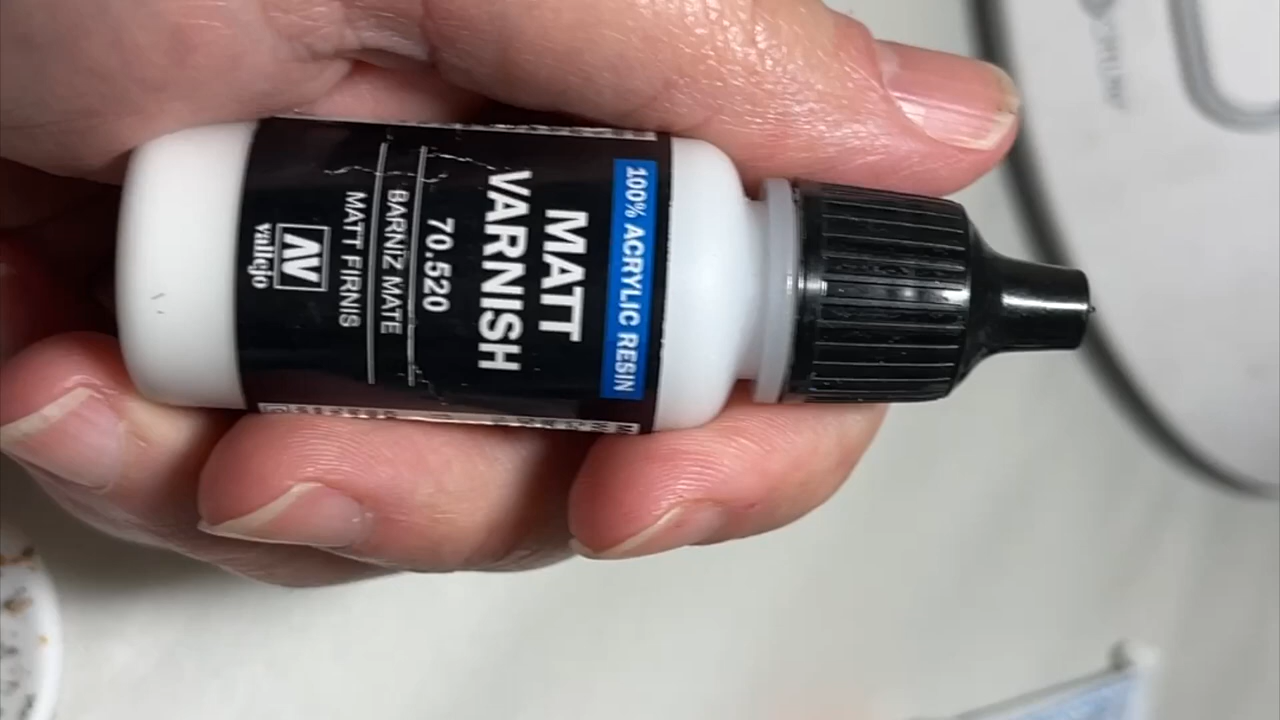 100% ACRYLIC RESIN
MATT
VARNISH
70.520
BARNIZ MATE
MATT FIRNIS
AV
vallejo